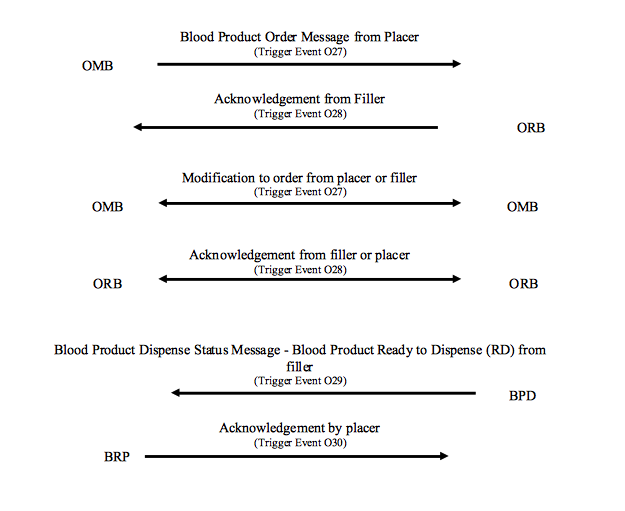 Blood Product Order Message from Placer
(Trigger Event O27)
OMB
Acknowledgement from Filler
(Trigger Event O28)
ORB
Modification to order from placer or filler
(Trigger Event O27)
OMB OMB
Acknowledgement from filler or placer
(Trigger Event O28)
ORB ORB
Blood Product Dispense Status Message - Blood Product Ready to Dispense (RD) from
filler
(Trigger Event O29)
BPD
Acknowledgement by placer
(Trigger Event O30)
BRP